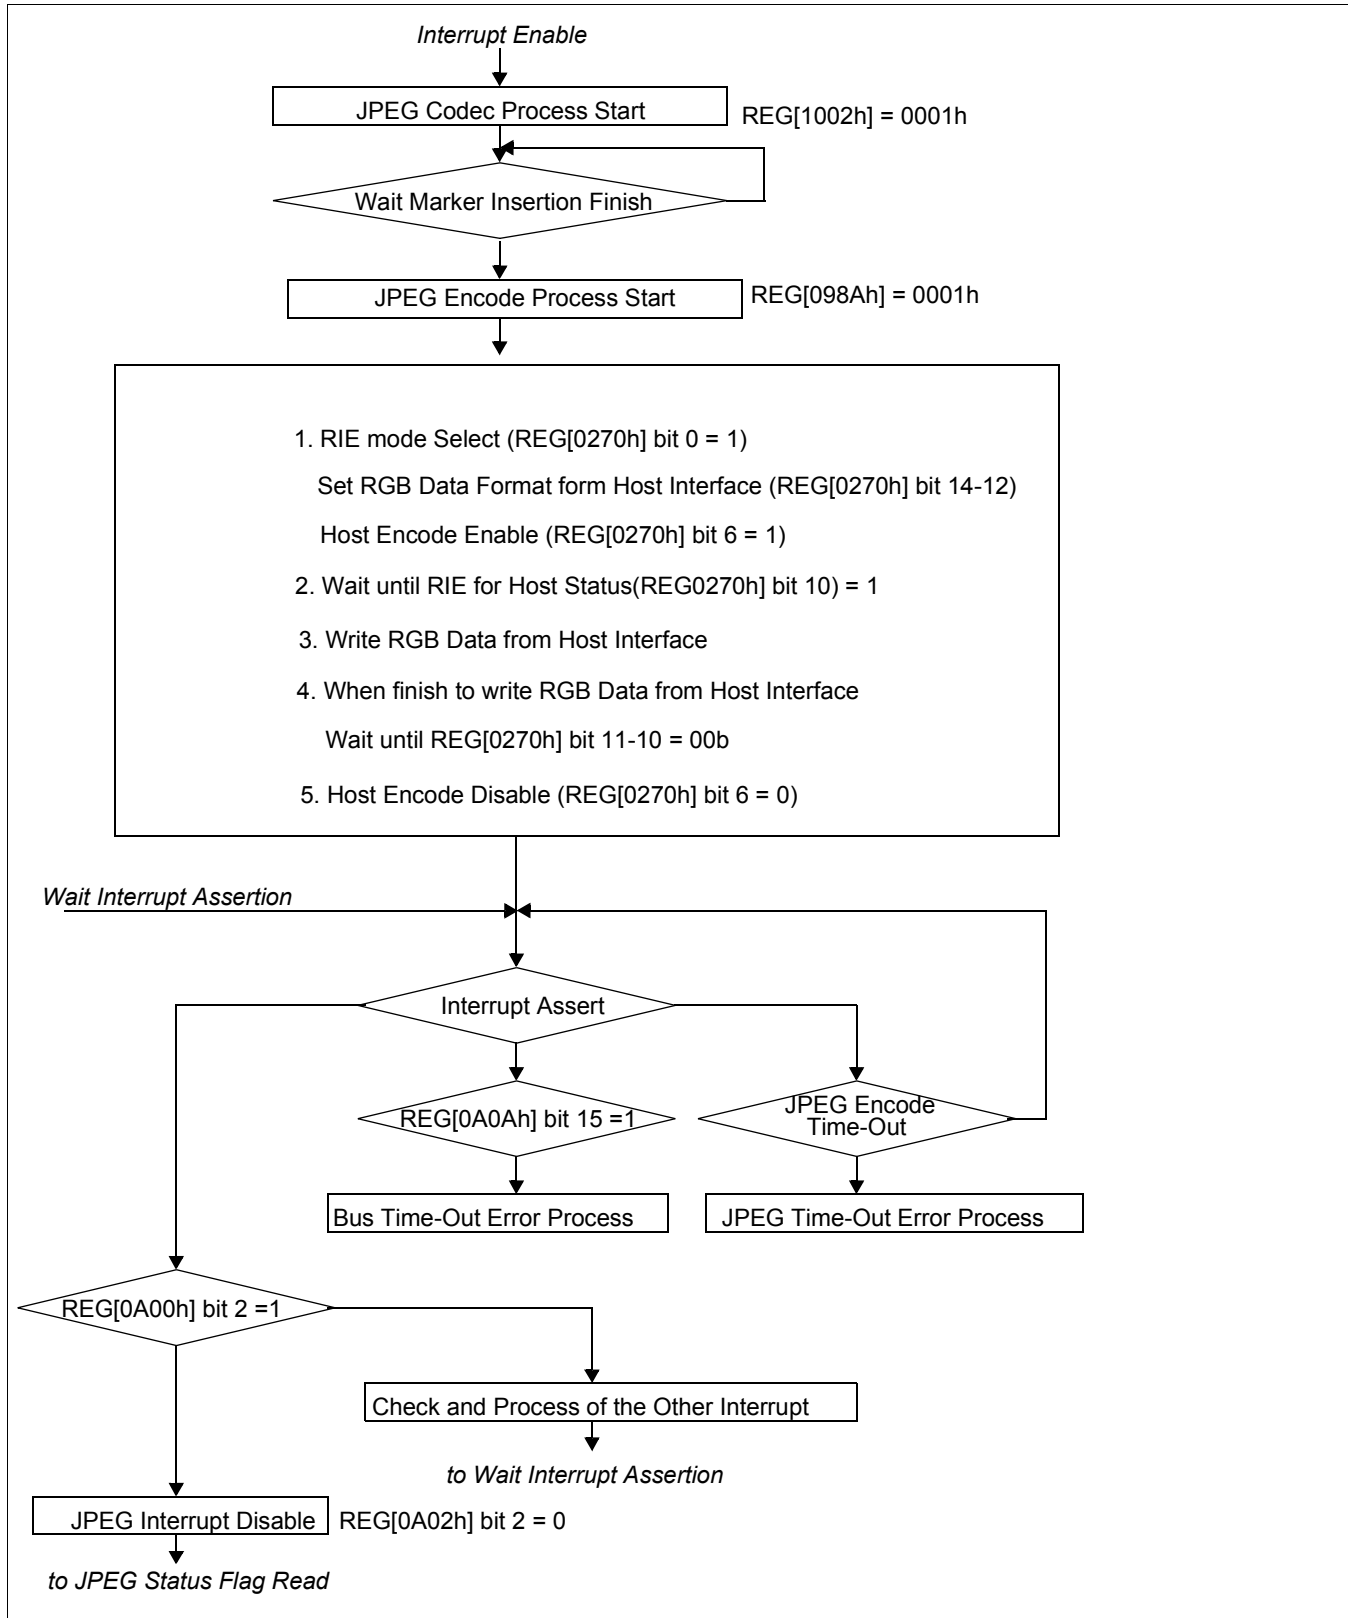 Interrupt Enable
JPEG Codec Process Start
REG[1002h] = 0001h
Wait Marker Insertion Finish
JPEG Encode Process Start
REG[098Ah] = 0001h
1. RIE mode Select (REG[0270h] bit 0 = 1)
Set RGB Data Format form Host Interface (REG[0270h] bit 14-12)
Host Encode Enable (REG[0270h] bit 6 = 1)
2. Wait until RIE for Host Status(REG0270h] bit 10) = 1
3. Write RGB Data from Host Interface
4. When finish to write RGB Data from Host Interface
Wait until REG[0270h] bit 11-10 = 00b
5. Host Encode Disable (REG[0270h] bit 6 = 0)
Wait Interrupt Assertion
Interrupt Assert
REG[0A0Ah] bit 15 =1
JPEG Encode
Time-Out
Bus Time-Out Error Process
JPEG Time-Out Error Process
REG[0A00h] bit 2 =1
Check and Process of the Other Interrupt
to Wait Interrupt Assertion
JPEG Interrupt Disable
REG[0A02h] bit 2 = 0
to JPEG Status Flag Read